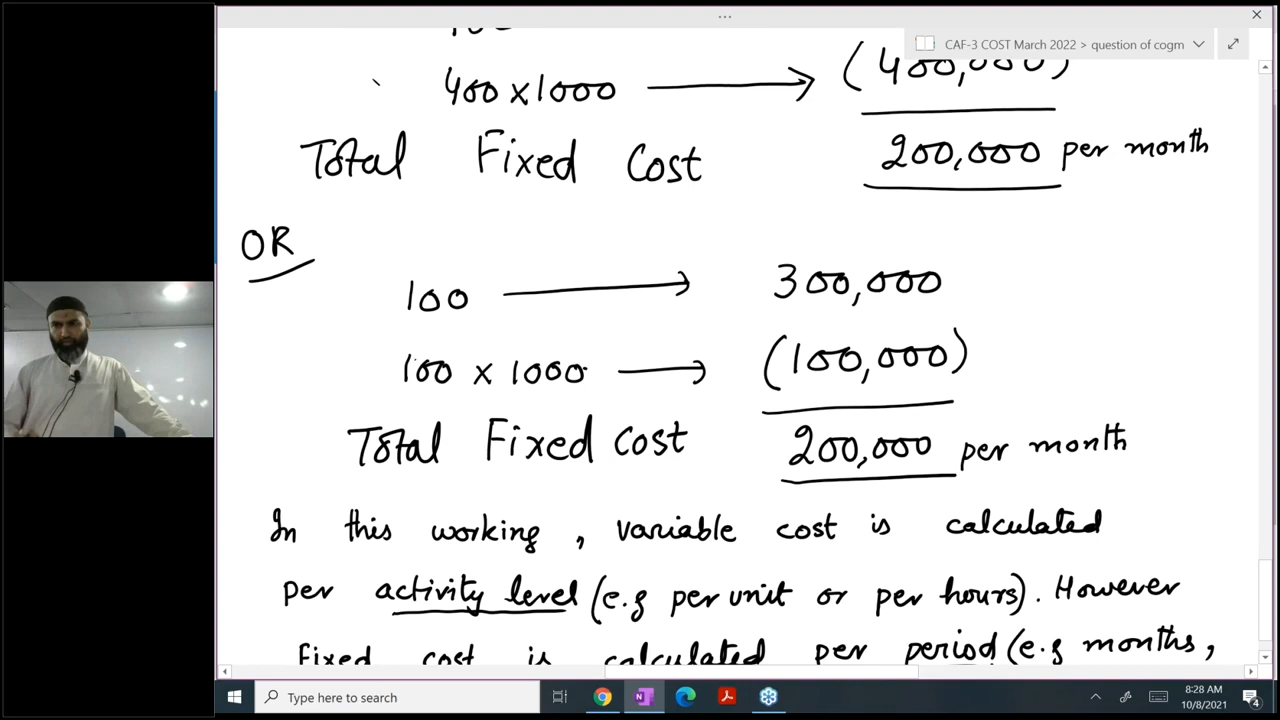 CAF-3 COST March 2022 > question of cogm
400 x 1000 (400,000)
Total Fixed Cost 200,000 per month
OR
100 300,000
100 x 1000 (100,000)
Total Fixed cost 200,000 per month
In this working, variable cost is calculated
per activity level (e.g per unit or per hours). However
fixed cost is calculated per period (e.g months,
Type here to search
8:28 AM
10/8/2021
4